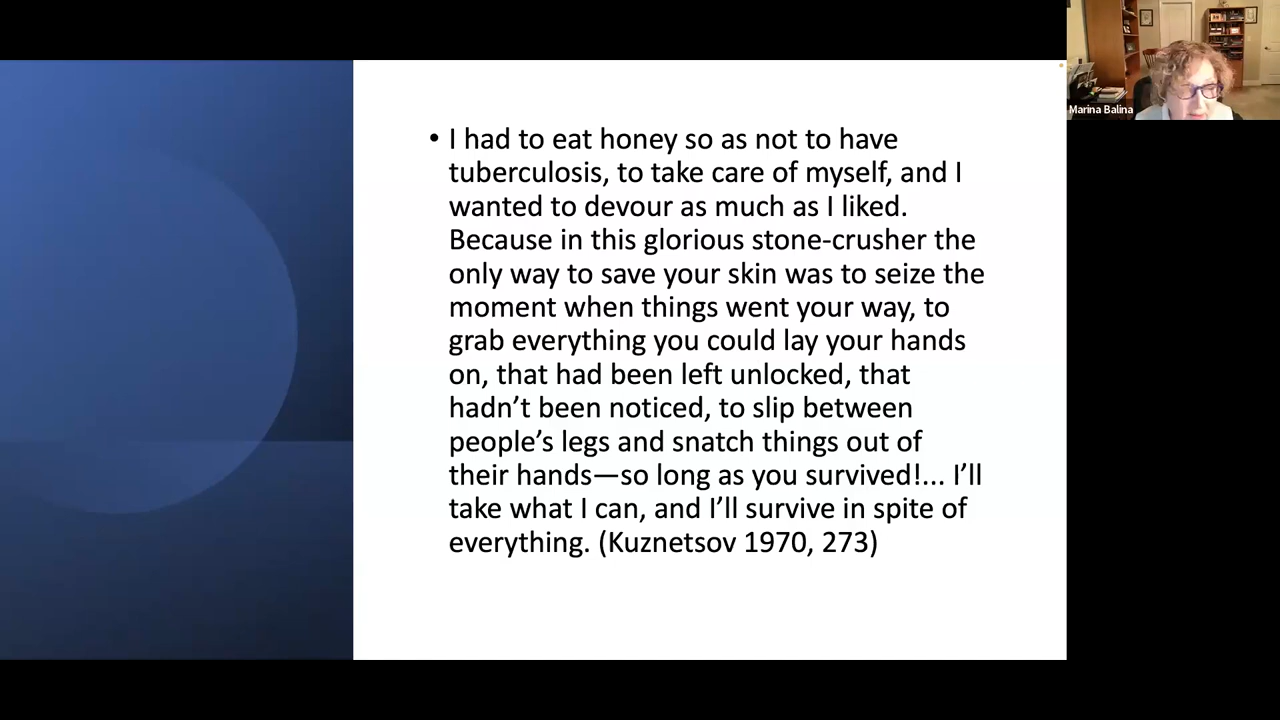 Marina Balina
• I had to eat honey so as not to have
tuberculosis, to take care of myself, and I
wanted to devour as much as I liked.
Because in this glorious stone-crusher the
only way to save your skin was to seize the
moment when things went your way, to
grab everything you could lay your hands
on, that had been left unlocked, that
hadn’t been noticed, to slip between
people’s legs and snatch things out of
their hands—so long as you survived!... I’ll
take what I can, and I’ll survive in spite of
everything. (Kuznetsov 1970, 273)